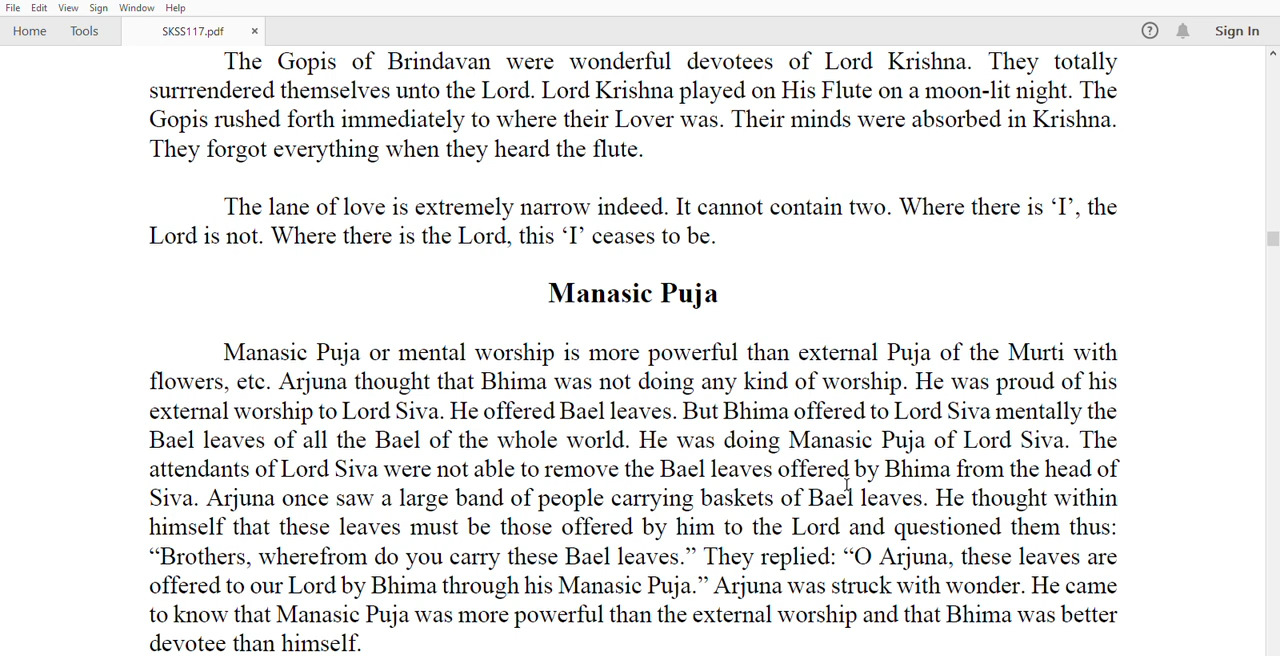 File Edit View Sign Window Help
Home Tools SKSS117.pdf × Sign In
The Gopis of Brindavan were wonderful devotees of Lord Krishna. They totally
surrrendered themselves unto the Lord. Lord Krishna played on His Flute on a moon-lit night. The
Gopis rushed forth immediately to where their Lover was. Their minds were absorbed in Krishna.
They forgot everything when they heard the flute.
The lane of love is extremely narrow indeed. It cannot contain two. Where there is ‘I’, the
Lord is not. Where there is the Lord, this ‘I’ ceases to be.
Manasic Puja
Manasic Puja or mental worship is more powerful than external Puja of the Murti with
flowers, etc. Arjuna thought that Bhima was not doing any kind of worship. He was proud of his
external worship to Lord Siva. He offered Bael leaves. But Bhima offered to Lord Siva mentally the
Bael leaves of all the Bael of the whole world. He was doing Manasic Puja of Lord Siva. The
attendants of Lord Siva were not able to remove the Bael leaves offered by Bhima from the head of
Siva. Arjuna once saw a large band of people carrying baskets of Bael leaves. He thought within
himself that these leaves must be those offered by him to the Lord and questioned them thus:
“Brothers, wherefrom do you carry these Bael leaves.” They replied: “O Arjuna, these leaves are
offered to our Lord by Bhima through his Manasic Puja.” Arjuna was struck with wonder. He came
to know that Manasic Puja was more powerful than the external worship and that Bhima was better
devotee than himself.